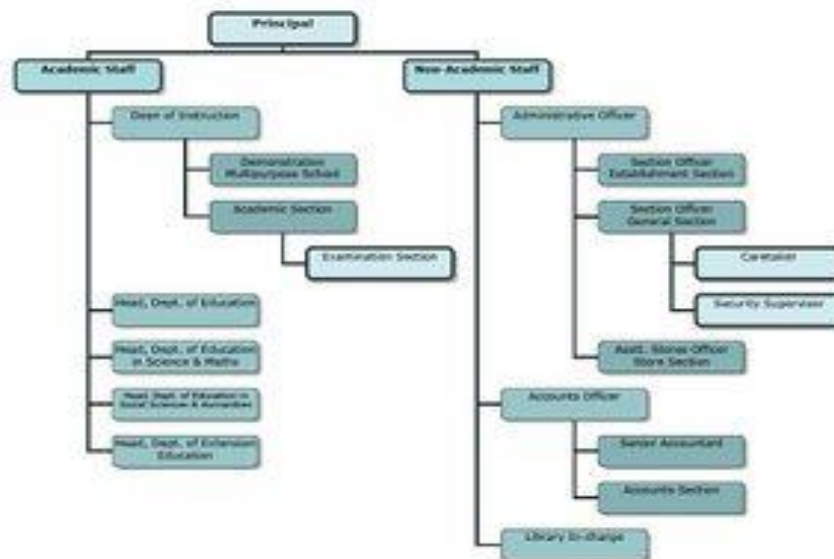 Principal
Academic Staff
Non-Academic Staff
Dean of Instruction
Administrative Officer
Demonstration
Multipurpose School
Section Officer
Establishment Section
Academic Section
Section Officer
General Section
Examination Section
Caretaker
Security Supervisor
Head, Dept. of Education
Head, Dept. of Education
in Science & Maths
Asst. Stores Officer
Store Section
Head, Dept. of Education in
Social Sciences & Humanities
Accounts Officer
Head, Dept. of Extension
Education
Senior Accountant
Accounts Section
Library In-charge